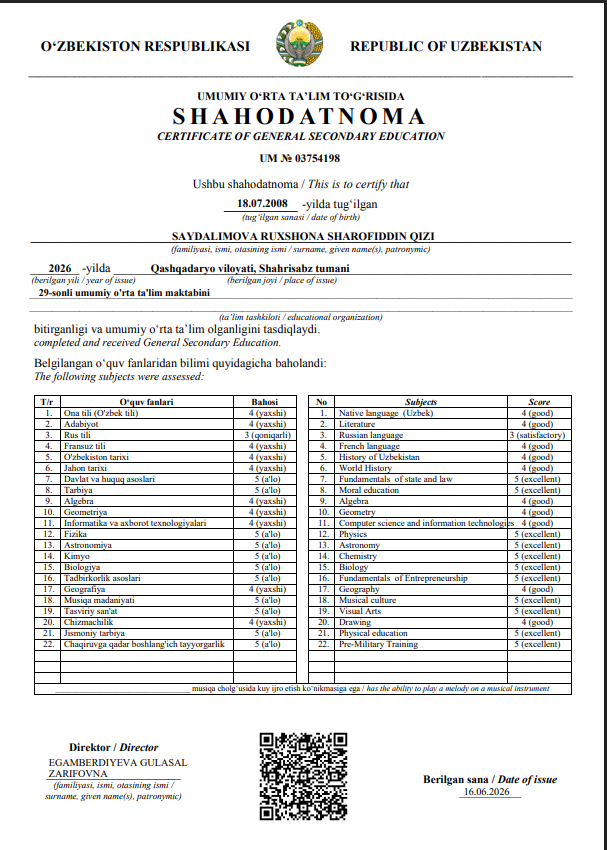 O‘ZBEKISTON RESPUBLIKASI REPUBLIC OF UZBEKISTAN
UMUMIY O‘RTA TA’LIM TO‘G‘RISIDA
SHAHODATNOMA
CERTIFICATE OF GENERAL SECONDARY EDUCATION
UM № 03754198
Ushbu shahodatnoma / This is to certify that
18.07.2008 -yilda tug‘ilgan
(tug‘ilgan sanasi / date of birth)
SAYDALIMOVA RUXSHONA SHAROFIDDIN QIZI
(familiyasi, ismi, otasining ismi / surname, given name(s), patronymic)
2026 -yilda Qashqadaryo viloyati, Shahrisabz tumani
(berilgan yili / year of issue) (berilgan joyi / place of issue)
29-sonli umumiy o'rta ta'lim maktabini
(ta’lim tashkiloti / educational organization)
bitirganligi va umumiy o‘rta ta’lim olganligini tasdiqlaydi.
completed and received General Secondary Education.
Belgilangan o‘quv fanlaridan bilimi quyidagicha baholandi:
The following subjects were assessed:
T/r O‘quv fanlari Bahosi No Subjects Score
1. Ona tili (O'zbek tili) 4 (yaxshi) 1. Native language (Uzbek) 4 (good)
2. Adabiyot 4 (yaxshi) 2. Literature 4 (good)
3. Rus tili 3 (qoniqarli) 3. Russian language 3 (satisfactory)
4. Fransuz tili 4 (yaxshi) 4. French language 4 (good)
5. O'zbekiston tarixi 4 (yaxshi) 5. History of Uzbekistan 4 (good)
6. Jahon tarixi 4 (yaxshi) 6. World History 4 (good)
7. Davlat va huquq asoslari 5 (a'lo) 7. Fundamentals of state and law 5 (excellent)
8. Tarbiya 5 (a'lo) 8. Moral education 5 (excellent)
9. Algebra 4 (yaxshi) 9. Algebra 4 (good)
10. Geometriya 4 (yaxshi) 10. Geometry 4 (good)
11. Informatika va axborot texnologiyalari 4 (yaxshi) 11. Computer science and information technologies 4 (good)
12. Fizika 5 (a'lo) 12. Physics 5 (excellent)
13. Astronomiya 5 (a'lo) 13. Astronomy 5 (excellent)
14. Kimyo 5 (a'lo) 14. Chemistry 5 (excellent)
15. Biologiya 5 (a'lo) 15. Biology 5 (excellent)
16. Tadbirkorlik asoslari 5 (a'lo) 16. Fundamentals of Entrepreneurship 5 (excellent)
17. Geografiya 4 (yaxshi) 17. Geography 4 (good)
18. Musiqa madaniyati 5 (a'lo) 18. Musical culture 5 (excellent)
19. Tasviriy san'at 5 (a'lo) 19. Visual Arts 5 (excellent)
20. Chizmachilik 4 (yaxshi) 20. Drawing 4 (good)
21. Jismoniy tarbiya 5 (a'lo) 21. Physical education 5 (excellent)
22. Chaqiruvga qadar boshlang'ich tayyorgarlik 5 (a'lo) 22. Pre-Military Training 5 (excellent)
musiqa cholg‘usida kuy ijro etish ko‘nikmasiga ega / has the ability to play a melody on a musical instrument
Direktor / Director
EGAMBERDIYEVA GULASAL
ZARIFOVNA
(familiyasi, ismi, otasining ismi /
surname, given name(s), patronymic)
Berilgan sana / Date of issue
16.06.2026